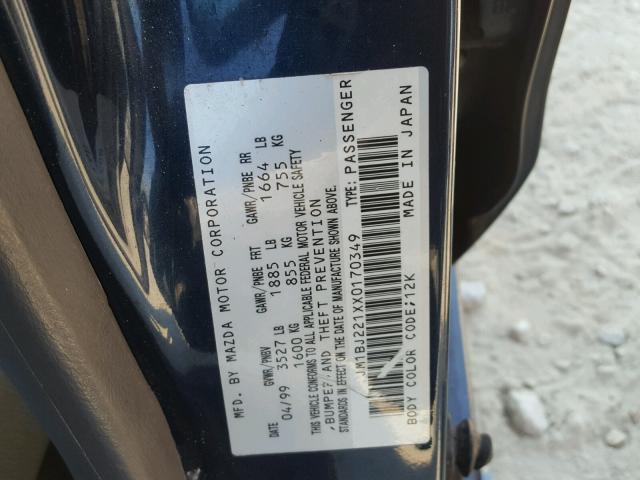 MFD. BY MAZDA MOTOR CORPORATION
GVWR/PNBV GAWR/PNBE FRT GAWR/PNBE RR
DATE 3527 LB 1885 LB 1664 LB
04/99 1600 KG 855 KG 755 KG
THIS VEHICLE CONFORMS TO ALL APPLICABLE FEDERAL MOTOR VEHICLE SAFETY
, BUMPER, AND THEFT PREVENTION
STANDARDS IN EFFECT ON THE DATE OF MANUFACTURE SHOWN ABOVE.
JM1BJ221XX0170349 TYPE: PASSENGER
BODY COLOR CODE: 12K MADE IN JAPAN